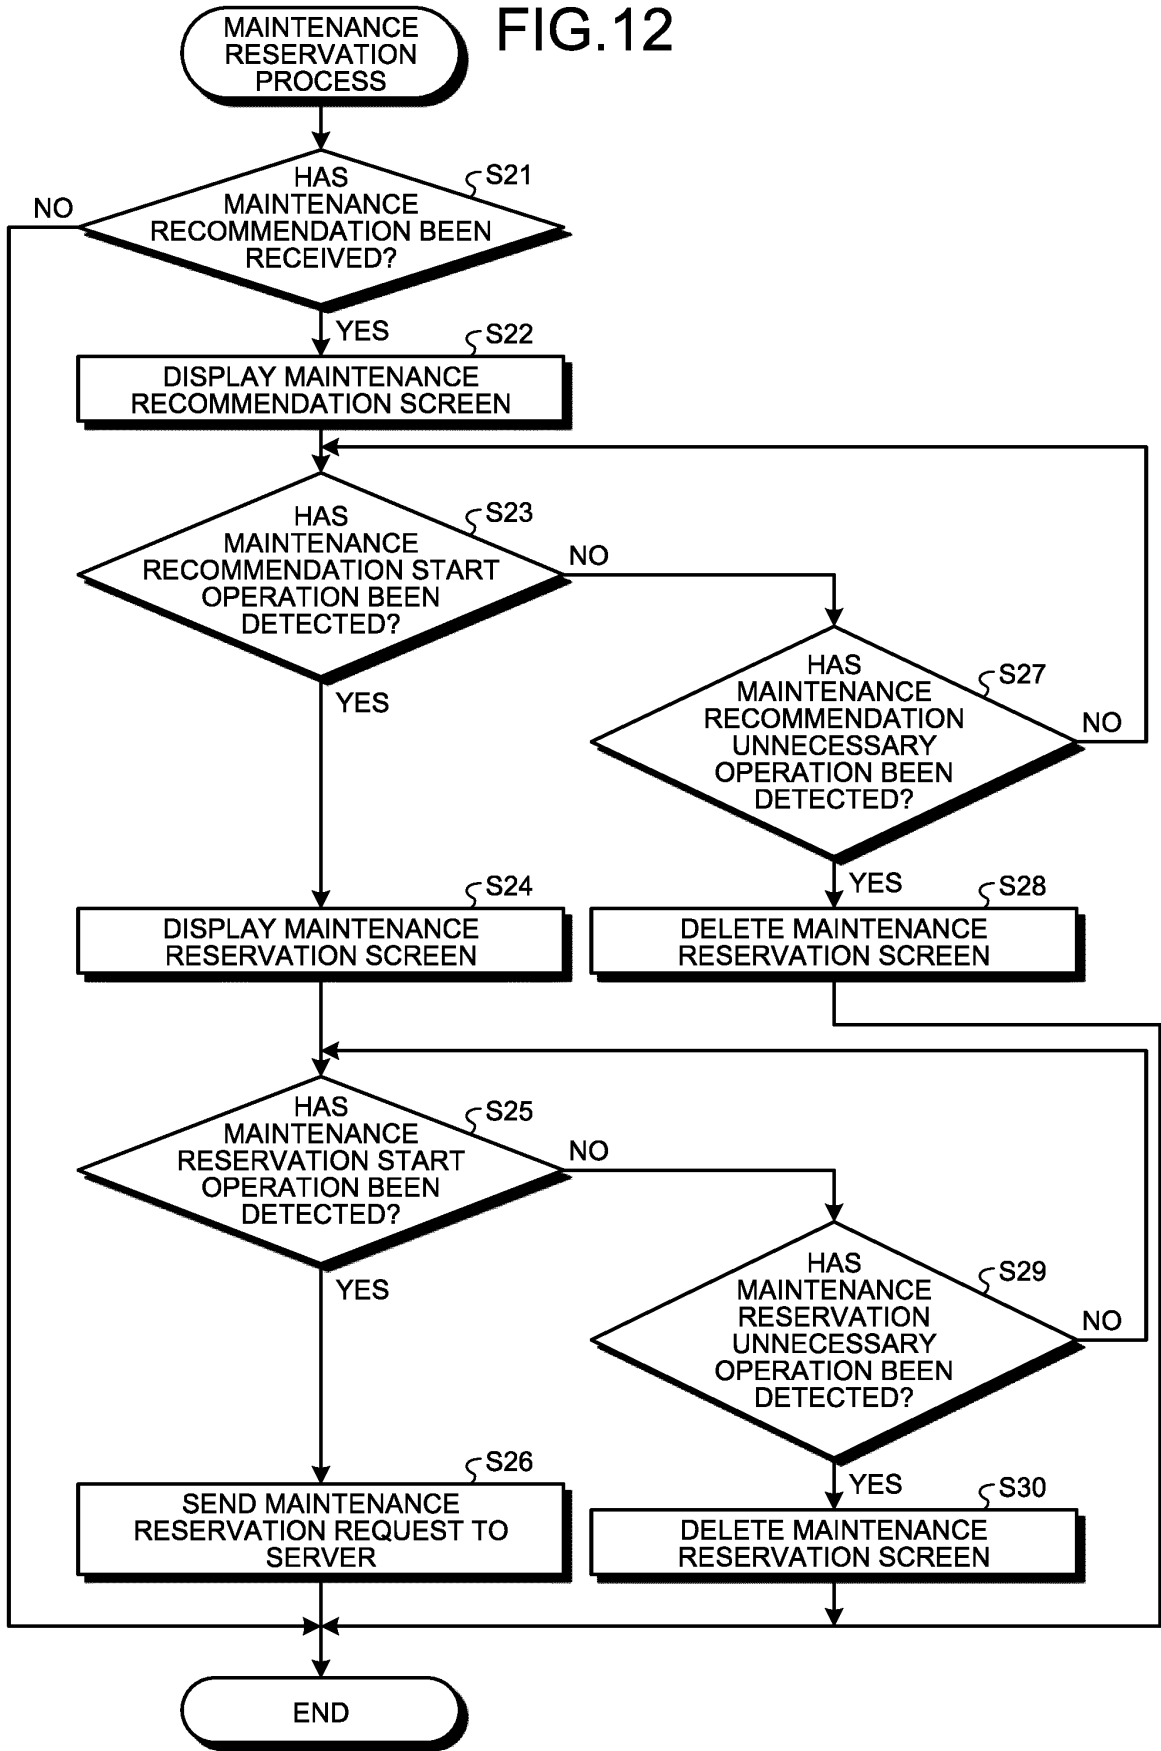 FIG.12
MAINTENANCE
RESERVATION
PROCESS
S21
HAS
MAINTENANCE
RECOMMENDATION BEEN
RECEIVED?
NO
YES
S22
DISPLAY MAINTENANCE
RECOMMENDATION SCREEN
S23
HAS
MAINTENANCE
RECOMMENDATION START
OPERATION BEEN
DETECTED?
NO
YES
S27
HAS
MAINTENANCE
RECOMMENDATION
UNNECESSARY
OPERATION BEEN
DETECTED?
NO
YES
S24
DISPLAY MAINTENANCE
RESERVATION SCREEN
S28
DELETE MAINTENANCE
RESERVATION SCREEN
S25
HAS
MAINTENANCE
RESERVATION START
OPERATION BEEN
DETECTED?
NO
YES
S29
HAS
MAINTENANCE
RESERVATION
UNNECESSARY
OPERATION BEEN
DETECTED?
NO
YES
S26
SEND MAINTENANCE
RESERVATION REQUEST TO
SERVER
S30
DELETE MAINTENANCE
RESERVATION SCREEN
END